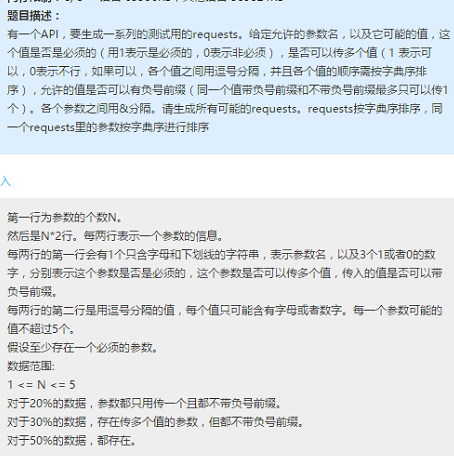 题目描述：
有一个API，要生成一系列的测试用的requests。给定允许的参数名，以及它可能的值，这
个值是否是必须的（用1表示是必须的，0表示非必须），是否可以传多个值（1 表示可
以，0表示不行，如果可以，各个值之间用逗号分隔，并且各个值的顺序需按字典序排
序），允许的值是否可以有负号前缀（同一个值带负号前缀和不带负号前缀最多只可以传1
个）。各个参数之间用&分隔。请生成所有可能的requests。requests按字典序排序，同
一个requests里的参数按字典序进行排序
入
第一行为参数的个数N。
然后是N*2行。每两行表示一个参数的信息。
每两行的第一行会有1个只含字母和下划线的字符串，表示参数名，以及3个1或者0的数
字，分别表示这个参数是否是必须的，这个参数是否可以传多个值，传入的值是否可以带
负号前缀。
每两行的第二行是用逗号分隔的值，每个值只可能含有字母或者数字。每一个参数可能的
值不超过5个。
假设至少存在一个必须的参数。
数据范围:
1 <= N <= 5
对于20%的数据，参数都只用传一个且都不带负号前缀。
对于30%的数据，存在传多个值的参数，但都不带负号前缀。
对于50%的数据，都存在。